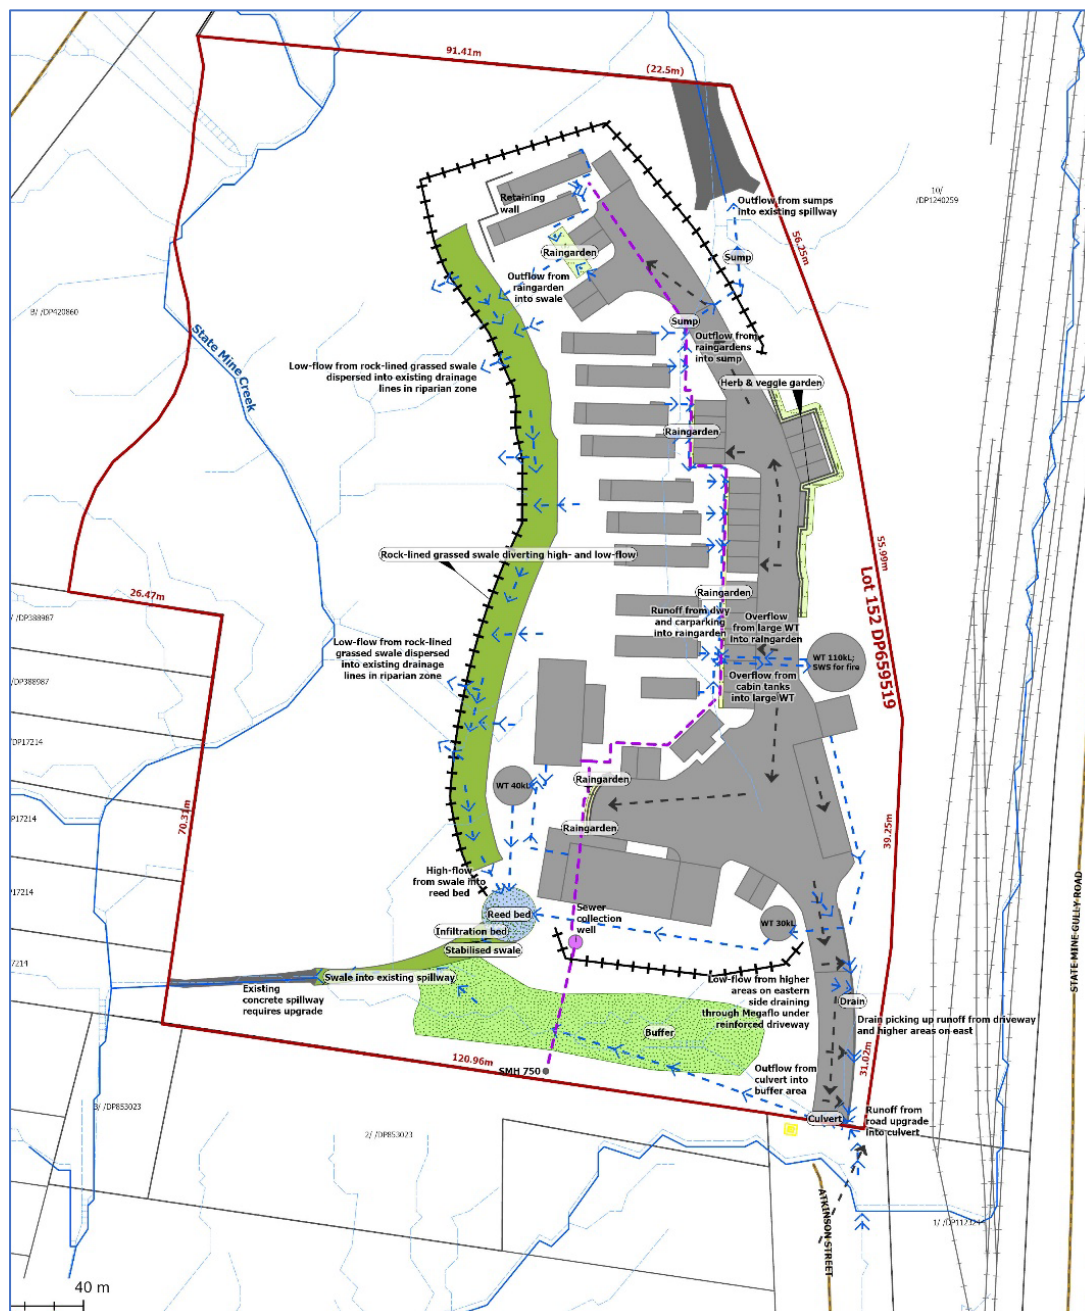 91.41m
(22.5m)
10/
/DP1240259
Outflow from sumps
into existing spillway
56.25m
Retaining
wall
Raingarden
Sump
Outflow from
raingarden
into swale
8/ /DP420860
State Mine Creek
Sump
Outflow from
raingardens
into sump
Low-flow from rock-lined grassed swale
dispersed into existing drainage
lines in riparian zone
Herb & veggie garden
Raingarden
55.99m
Rock-lined grassed swale diverting high- and low-flow
Lot 152 DP659519
26.47m
/DP388987
Raingarden
Runoff from dwy
and carparking
into raingarden
Overflow
from large WT
into raingarden
Low-flow from rock-lined
grassed swale dispersed
into existing drainage
lines in riparian zone
WT 110kL;
SWS for fire
Overflow from
cabin tanks
into large WT
/DP388987
DP17214
WT 40kL
Raingarden
70.31m
P17214
Raingarden
39.25m
High-flow
from swale into
reed bed
17214
Reed bed
Sewer
collection
well
WT 30kL
Infiltration bed
Stabilised swale
7214
Swale into existing spillway
Existing
concrete spillway
requires upgrade
Low-flow from higher
areas on eastern
side draining
through Megaflo under
reinforced driveway
Drain
Drain picking up runoff from driveway
and higher areas on east
STATE MINE GULLY ROAD
Buffer
31.02m
120.96m
SMH 750
Outflow from
culvert into
buffer area
3/ /DP853023
Culvert
Runoff from
road upgrade
into culvert
2/ /DP853023
ATKINSON STREET
40 m